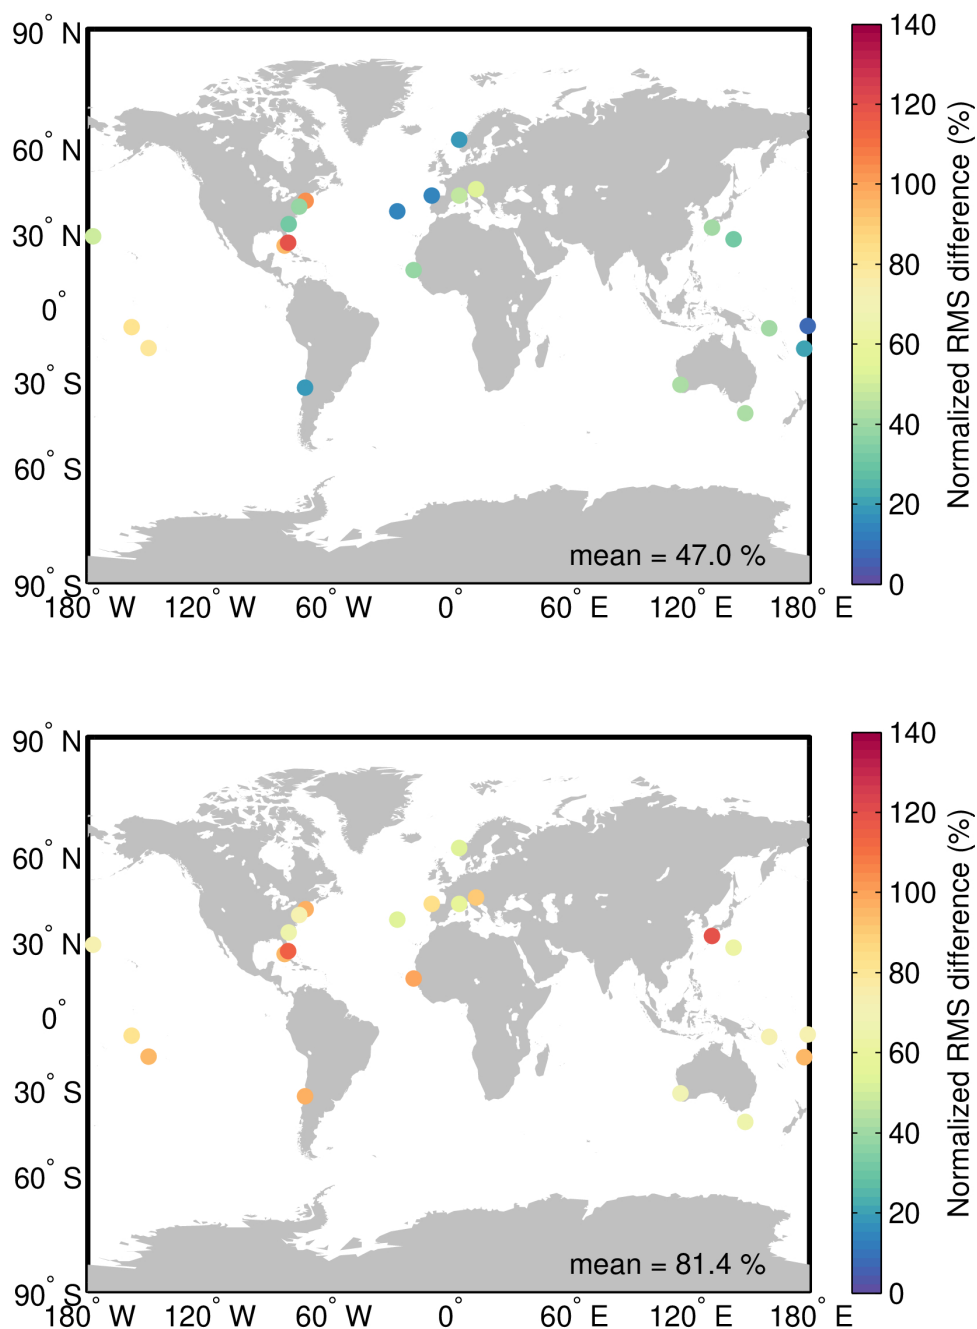 90° N
60° N
30° N
0°
30° S
60° S
90° S
180° W 120° W 60° W 0° 60° E 120° E 180° E
mean = 47.0 %
140
120
100
80
60
40
20
0
Normalized RMS difference (%)
90° N
60° N
30° N
0°
30° S
60° S
90° S
180° W 120° W 60° W 0° 60° E 120° E 180° E
mean = 81.4 %
140
120
100
80
60
40
20
0
Normalized RMS difference (%)